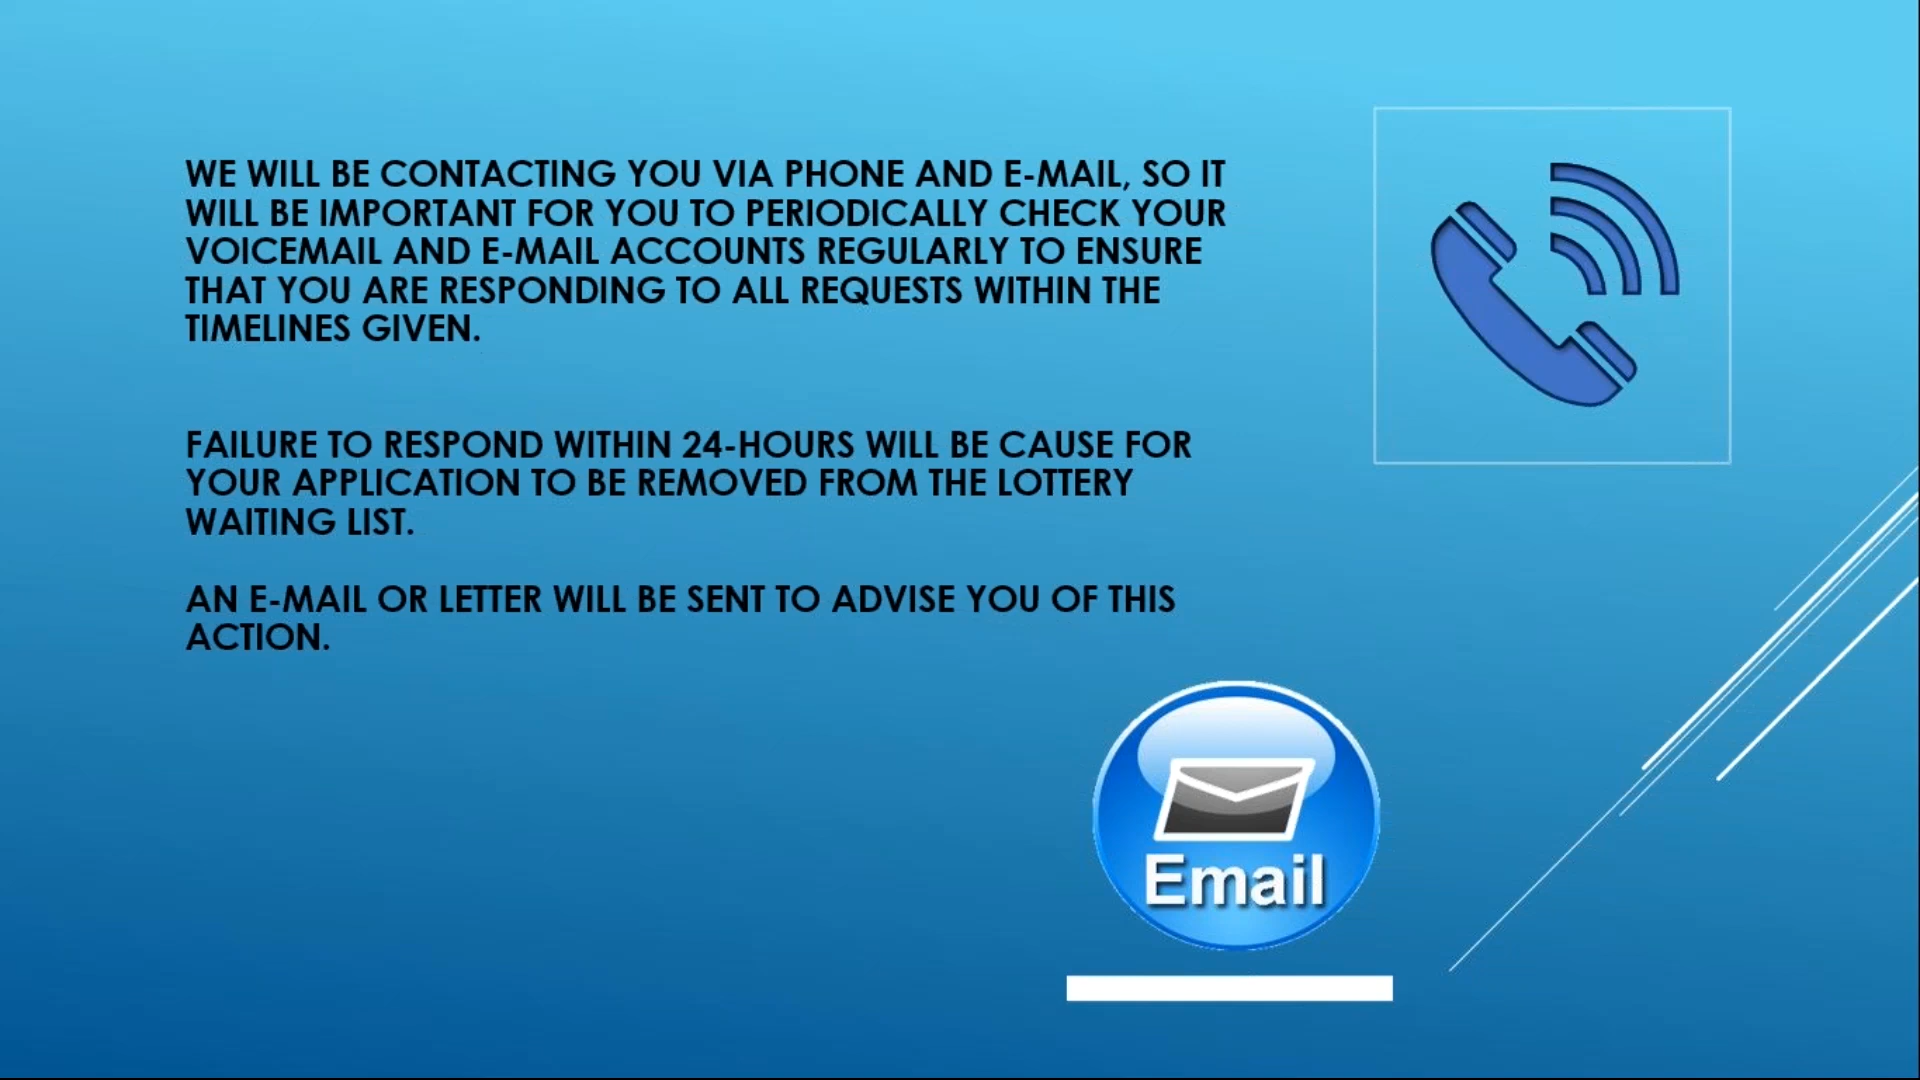 WE WILL BE CONTACTING YOU VIA PHONE AND E-MAIL, SO IT
WILL BE IMPORTANT FOR YOU TO PERIODICALLY CHECK YOUR
VOICEMAIL AND E-MAIL ACCOUNTS REGULARLY TO ENSURE
THAT YOU ARE RESPONDING TO ALL REQUESTS WITHIN THE
TIMELINES GIVEN.
FAILURE TO RESPOND WITHIN 24-HOURS WILL BE CAUSE FOR
YOUR APPLICATION TO BE REMOVED FROM THE LOTTERY
WAITING LIST.
AN E-MAIL OR LETTER WILL BE SENT TO ADVISE YOU OF THIS
ACTION.
Email